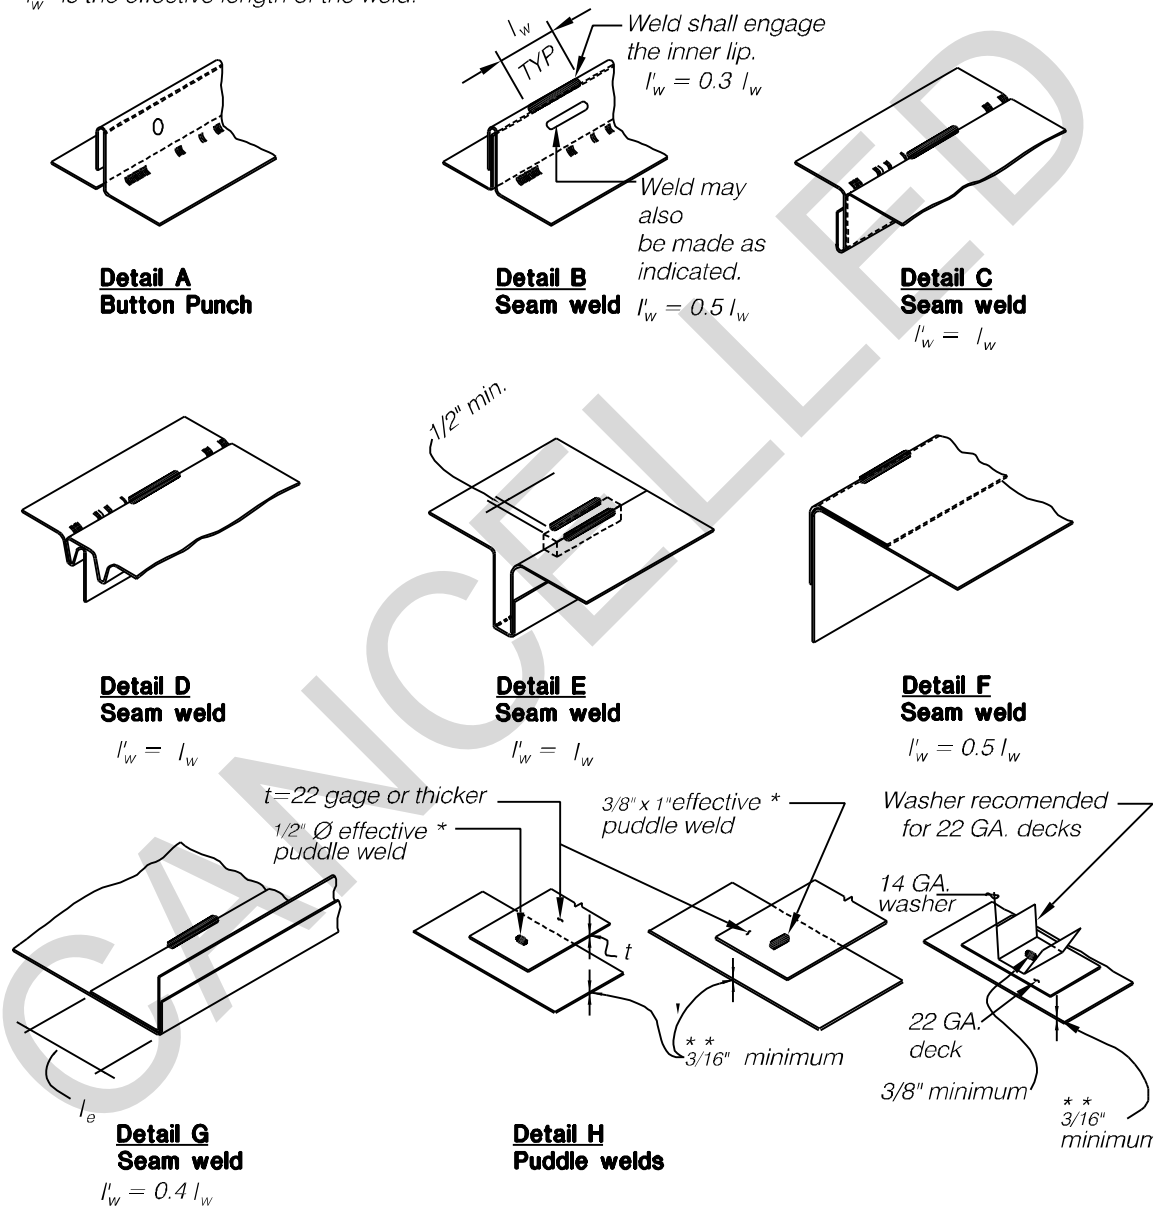 l'w is the effective length of the weld.
lw
TYP
Weld shall engage
the inner lip.
l'w = 0.3 lw
Weld may
also
be made as
indicated.
l'w = 0.5 lw
Detail A
Button Punch
Detail B
Seam weld
Detail C
Seam weld
l'w = lw
1/2" min.
Detail D
Seam weld
l'w = lw
Detail E
Seam weld
l'w = lw
Detail F
Seam weld
l'w = 0.5 lw
t=22 gage or thicker
1/2" Ø effective *
puddle weld
3/8" x 1"effective *
puddle weld
Washer recomended
for 22 GA. decks
14 GA.
washer
t
* *
3/16" minimum
22 GA.
deck
3/8" minimum
* *
3/16"
minimum
le
Detail G
Seam weld
l'w = 0.4 lw
Detail H
Puddle welds
CANCELLED